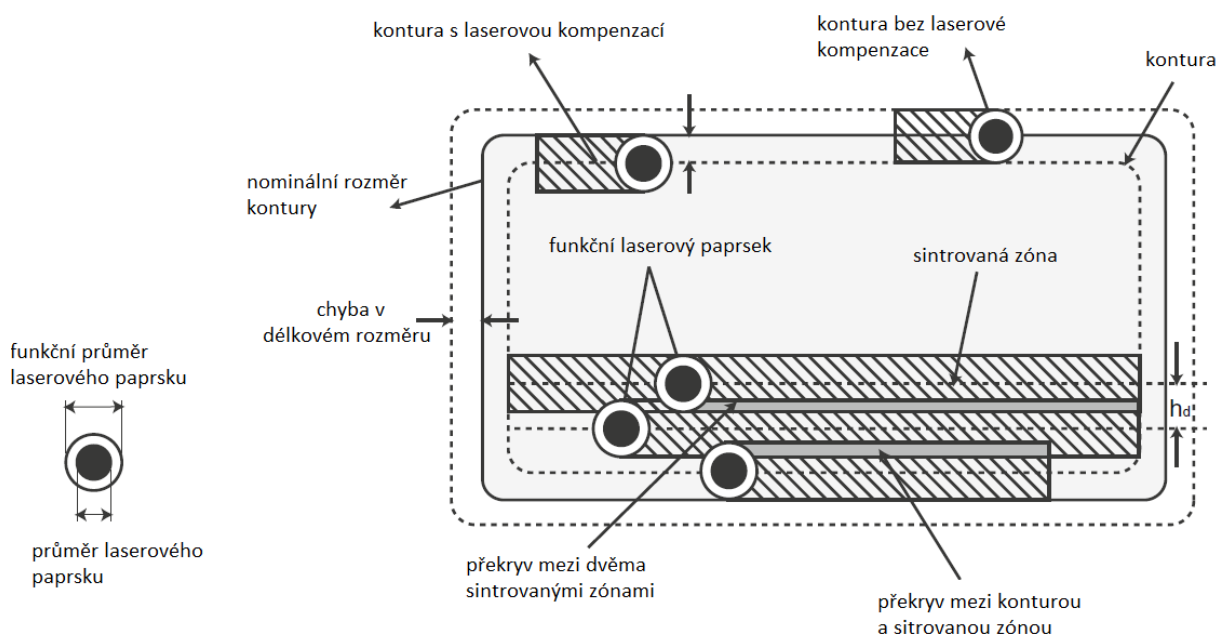 kontura s laserovou kompenzací
kontura bez laserové
kompenzace
kontura
nominální rozměr
kontury
funkční laserový paprsek
sintrovaná zóna
chyba v
délkovém rozměru
funkční průměr
laserového paprsku
hd
průměr laserového
paprsku
překryv mezi dvěma
sintrovanými zónami
překryv mezi konturou
a sitrovanou zónou